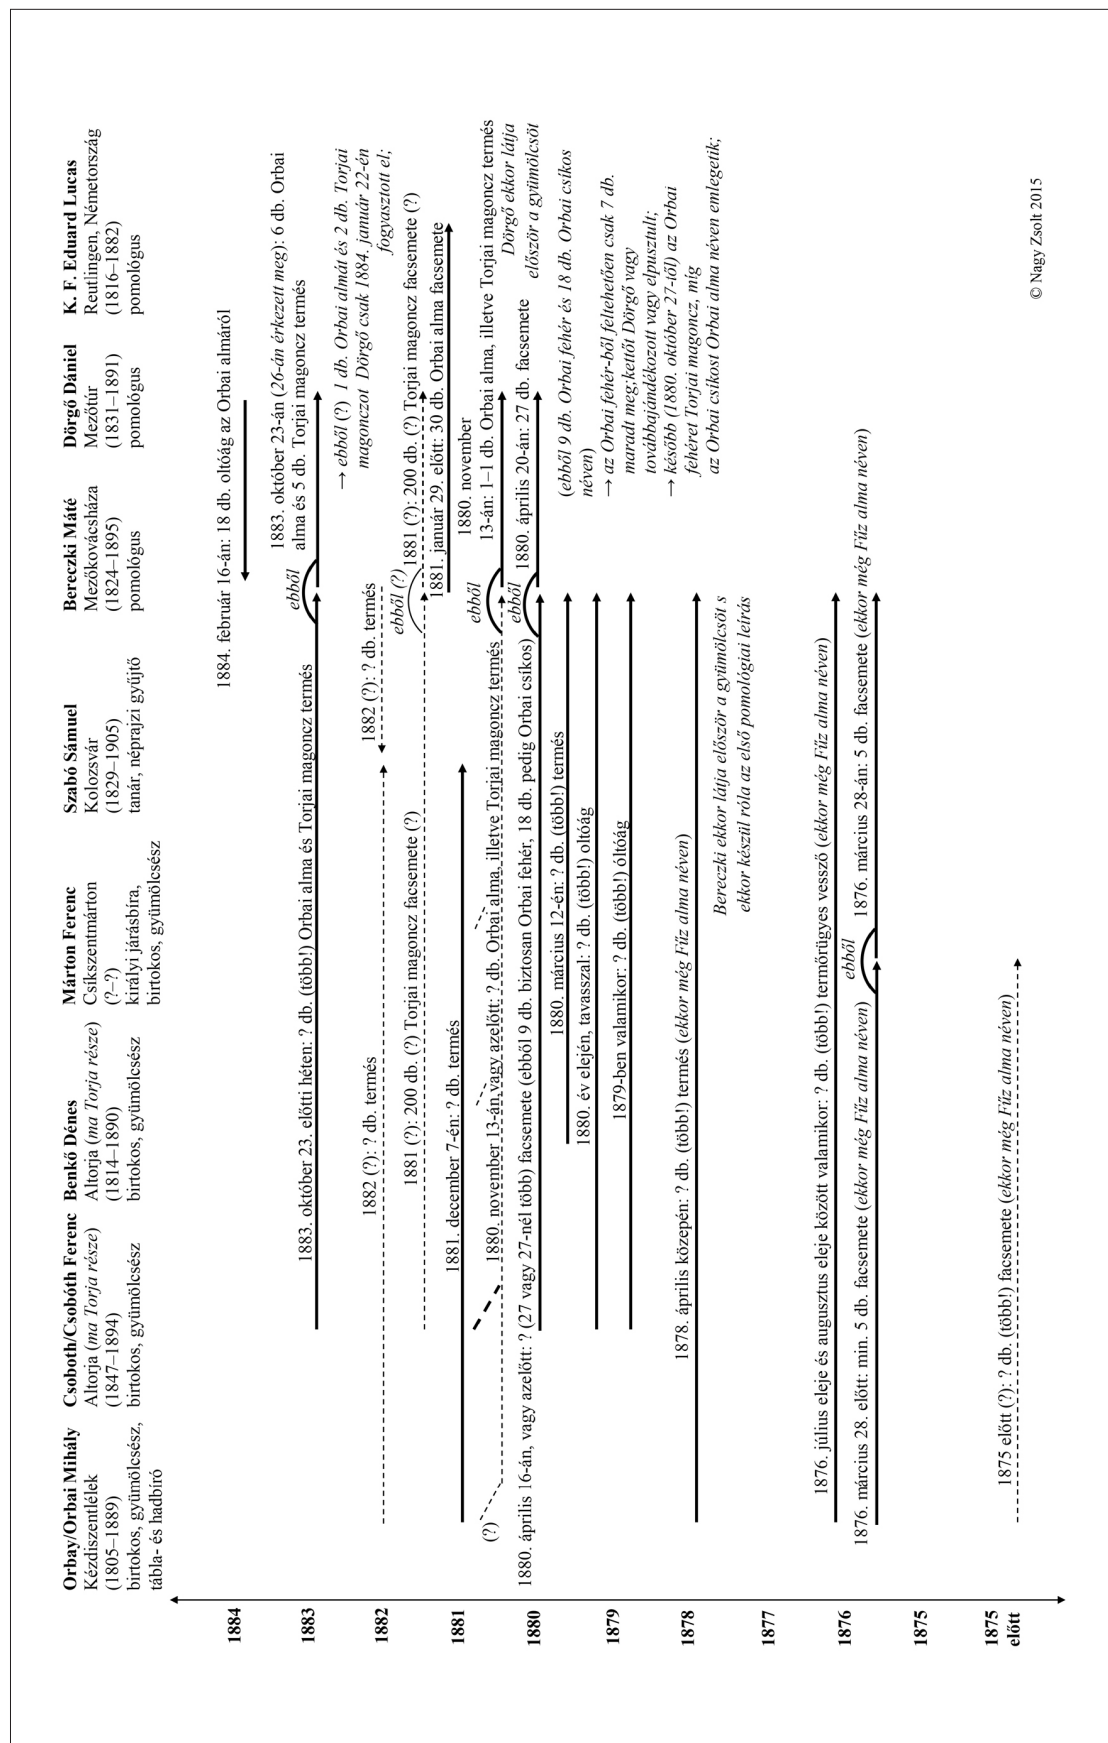 Orbay/Orbai Mihály
Kézdiszentlélek
(1805–1889)
birtokos, gyümölcsész,
tábla- és hadbíró
Csoboth/Csobóth Ferenc
Altorja (ma Torja része)
(1847–1894)
birtokos, gyümölcsész
Benkő Dénes
Altorja (ma Torja része)
(1814–1890)
birtokos, gyümölcsész
Márton Ferenc
Csíkszentmárton
(?–?)
királyi járásbíra,
birtokos, gyümölcsész
Szabó Sámuel
Kolozsvár
(1829–1905)
tanár, néprajzi gyűjtő
Bereczki Máté
Mezőkovácsháza
(1824–1895)
pomológus
Dörgő Dániel
Mezőtúr
(1831–1891)
pomológus
K. F. Eduard Lucas
Reutlingen, Németország
(1816–1882)
pomológus
1884
1884. február 16-án: 18 db. oltóág az Orbai almáról
1883
1883. október 23. előtti héten: ? db. (több!) Orbai alma és Torjai magoncz termés
ebből
1883. október 23-án (26-án érkezett meg): 6 db. Orbai
alma és 5 db. Torjai magoncz termés
→ ebből (?) 1 db. Orbai almát és 2 db. Torjai
magonczot Dörgő csak 1884. január 22-én
fogyasztott el;
1882
1882 (?): ? db. termés
1882 (?): ? db. termés
1881 (?): 200 db. (?) Torjai magoncz facsemete (?)
ebből (?)
1881 (?): 200 db. (?) Torjai magoncz facsemete (?)
1881
1881. december 7-én: ? db. termés
1881. január 29. előtt: 30 db. Orbai alma facsemete
(?)
1880. november 13-án vagy azelőtt: ? db. Orbai alma, illetve Torjai magoncz termés
ebből
1880. november
13-án: 1–1 db. Orbai alma, illetve Torjai magoncz termés
Dörgő ekkor látja
először a gyümölcsöt
1880
1880. április 16-án, vagy azelőtt: ? (27 vagy 27-nél több) facsemete (ebből 9 db. biztosan Orbai fehér, 18 db. pedig Orbai csíkos)
ebből
1880. április 20-án: 27 db. facsemete
(ebből 9 db. Orbai fehér és 18 db. Orbai csíkos
néven)
→ az Orbai fehér-ből feltehetően csak 7 db.
maradt meg;kettőt Dörgő vagy
továbbajándékozott vagy elpusztult;
→ később (1880. október 27-től) az Orbai
fehéret Torjai magoncz, míg
az Orbai csíkost Orbai alma néven emlegetik;
1880. március 12-én: ? db. (több!) termés
1880. év elején, tavasszal: ? db. (több!) oltóág
1879
1879-ben valamikor: ? db. (több!) óltóág
1878
1878. április közepén: ? db. (több!) termés (ekkor még Fűz alma néven)
Bereczki ekkor látja először a gyümölcsöt s
ekkor készül róla az első pomológiai leírás
1877
1876
1876. július eleje és augusztus eleje között valamikor: ? db. (több!) termőrügyes vessző (ekkor még Fűz alma néven)
1876. március 28. előtt: min. 5 db. facsemete (ekkor még Fűz alma néven)
ebből
1876. március 28-án: 5 db. facsemete (ekkor még Fűz alma néven)
1875
1875
előtt
1875 előtt (?): ? db. (több!) facsemete (ekkor még Fűz alma néven)
© Nagy Zsolt 2015